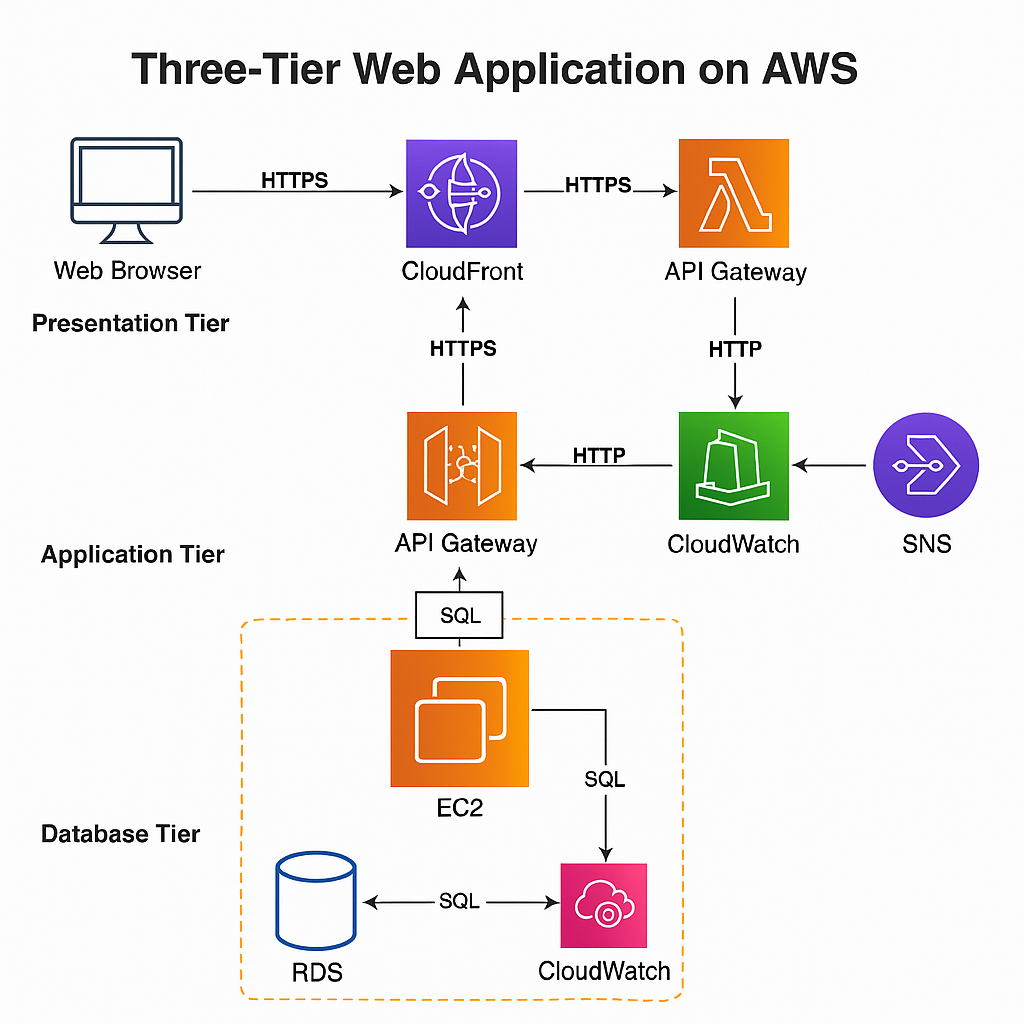 Three-Tier Web Application on AWS
HTTPS
HTTPS
Web Browser
CloudFront
API Gateway
Presentation Tier
HTTPS
HTTP
HTTP
API Gateway
CloudWatch
SNS
Application Tier
SQL
EC2
SQL
Database Tier
SQL
RDS
CloudWatch